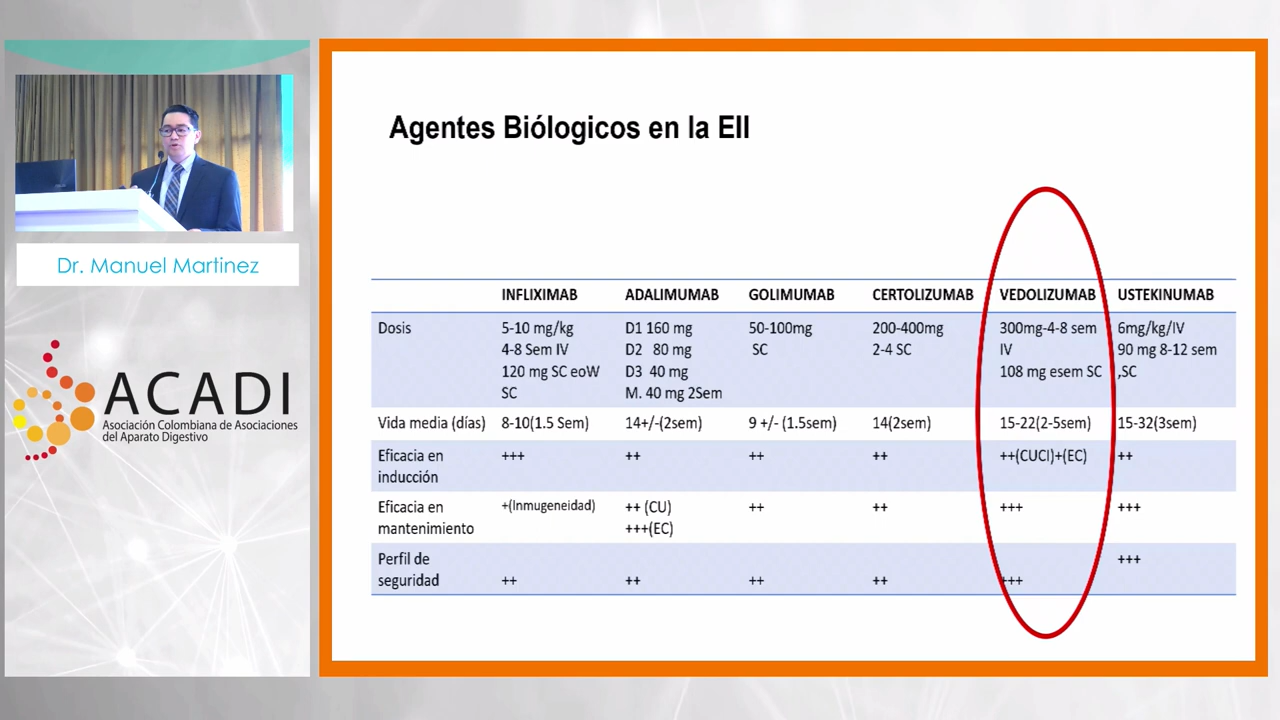 Dr. Manuel Martinez
ACADI
Asociación Colombiana de Asociaciones
del Aparato Digestivo
Agentes Biólogicos en la EII
INFLIXIMAB ADALIMUMAB GOLIMUMAB CERTOLIZUMAB VEDOLIZUMAB USTEKINUMAB
Dosis 5-10 mg/kg D1 160 mg 50-100mg 200-400mg 300mg-4-8 sem 6mg/kg/IV
4-8 Sem IV D2 80 mg SC 2-4 SC IV 90 mg 8-12 sem
120 mg SC eoW D3 40 mg 108 mg esem SC ,SC
SC M. 40 mg 2Sem
Vida media (días) 8-10(1.5 Sem) 14+/-(2sem) 9 +/- (1.5sem) 14(2sem) 15-22(2-5sem) 15-32(3sem)
Eficacia en +++ ++ ++ ++ ++(CUCI)+(EC) ++
inducción
Eficacia en +(Inmugeneidad) ++ (CU) ++ ++ +++ +++
mantenimiento +++(EC)
Perfil de +++
seguridad ++ ++ ++ ++ +++